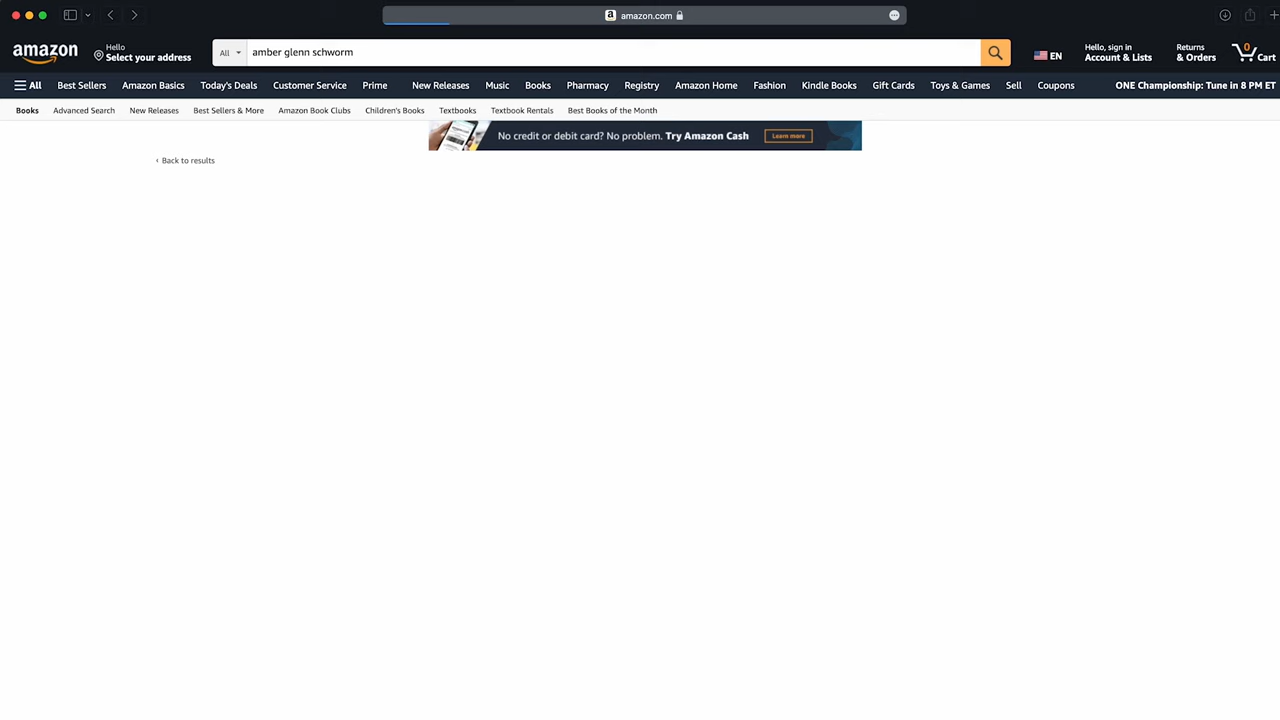 amazon.com
amazon
Hello
Select your address
All
amber glenn schworm
EN
Hello, sign in
Account & Lists
Returns
& Orders
0
Cart
All Best Sellers Amazon Basics Today's Deals Customer Service Prime New Releases Music Books Pharmacy Registry Amazon Home Fashion Kindle Books Gift Cards Toys & Games Sell Coupons ONE Championship: Tune in 8 PM ET
Books Advanced Search New Releases Best Sellers & More Amazon Book Clubs Children's Books Textbooks Textbook Rentals Best Books of the Month
No credit or debit card? No problem. Try Amazon Cash Learn more
‹ Back to results